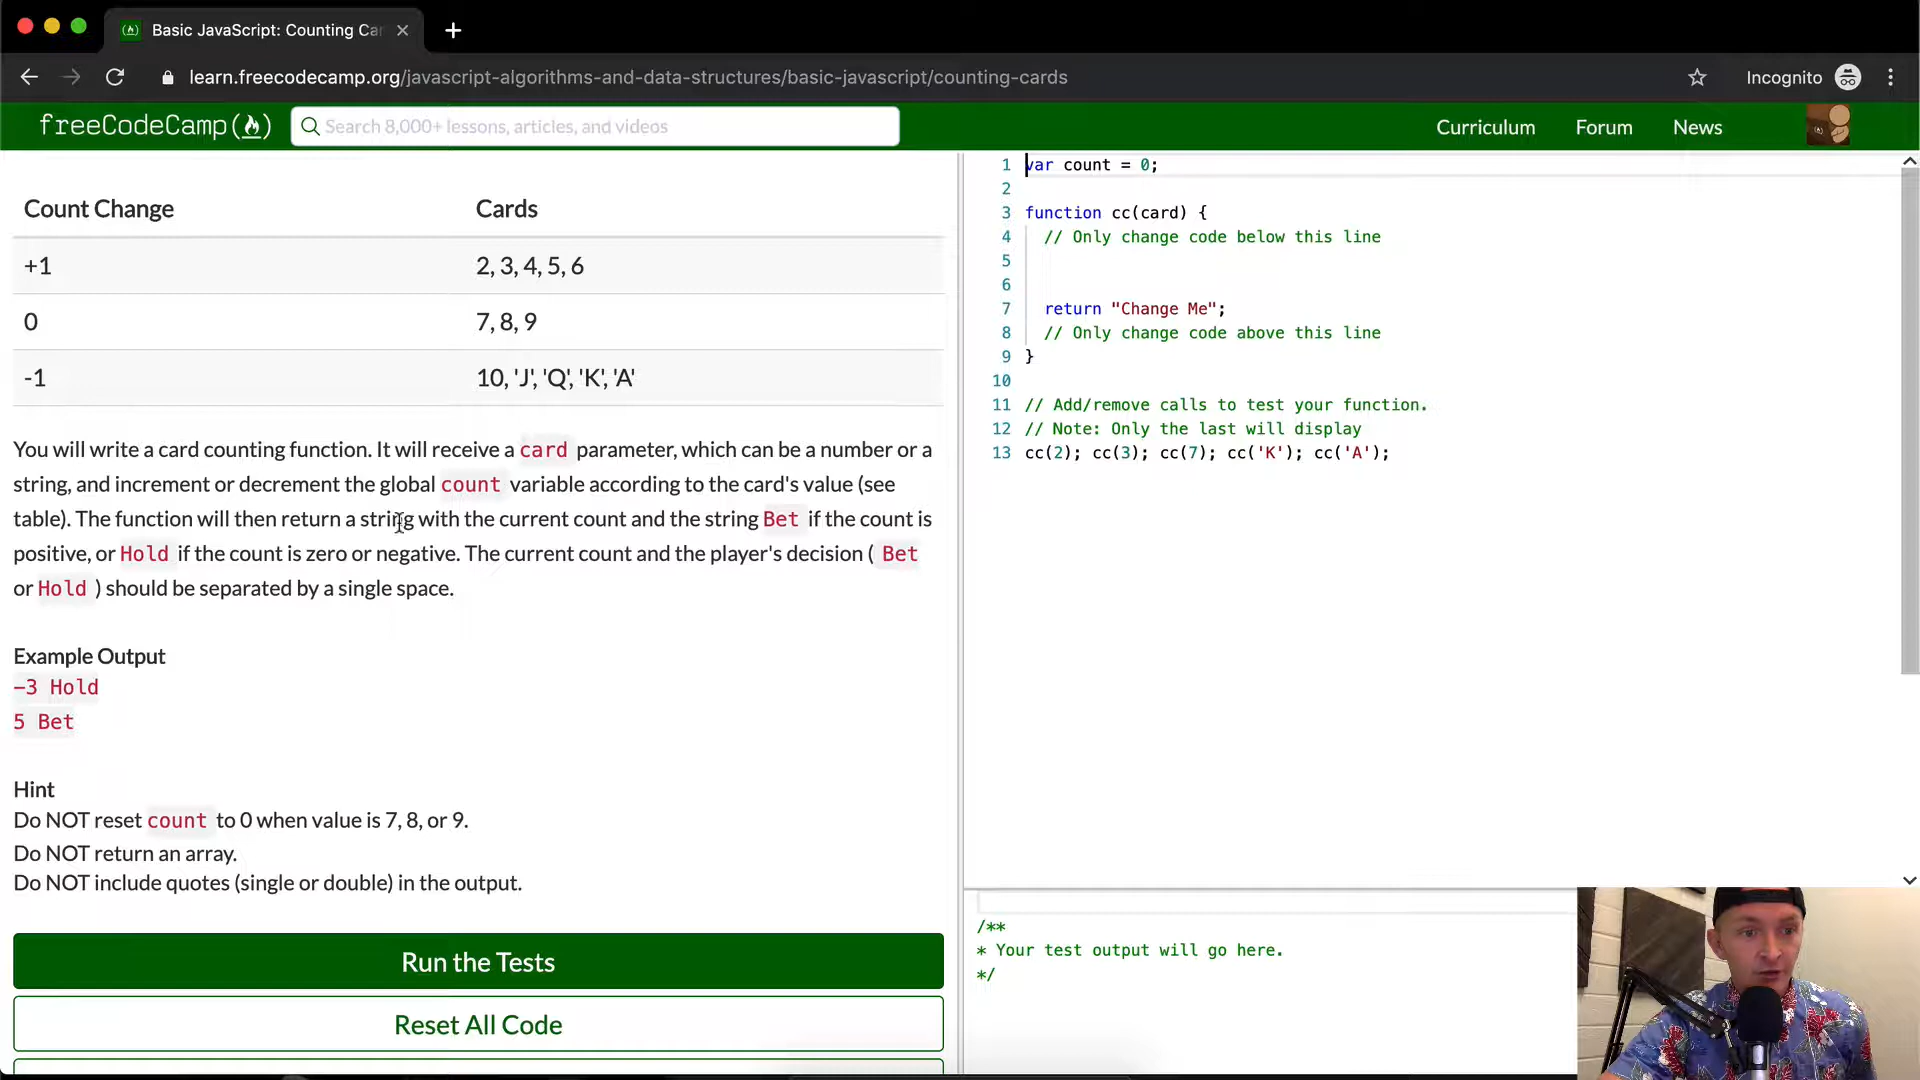 Basic JavaScript: Counting Car
learn.freecodecamp.org/javascript-algorithms-and-data-structures/basic-javascript/counting-cards
Incognito
freeCodeCamp
Search 8,000+ lessons, articles, and videos
Curriculum Forum News
Count Change Cards
+1 2, 3, 4, 5, 6
0 7, 8, 9
-1 10, 'J', 'Q', 'K', 'A'
You will write a card counting function. It will receive a card parameter, which can be a number or a
string, and increment or decrement the global count variable according to the card's value (see
table). The function will then return a string with the current count and the string Bet if the count is
positive, or Hold if the count is zero or negative. The current count and the player's decision ( Bet
or Hold ) should be separated by a single space.
Example Output
-3 Hold
5 Bet
Hint
Do NOT reset count to 0 when value is 7, 8, or 9.
Do NOT return an array.
Do NOT include quotes (single or double) in the output.
Run the Tests
Reset All Code
1 var count = 0;
2
3 function cc(card) {
4 // Only change code below this line
5
6
7 return "Change Me";
8 // Only change code above this line
9 }
10
11 // Add/remove calls to test your function.
12 // Note: Only the last will display
13 cc(2); cc(3); cc(7); cc('K'); cc('A');
/**
* Your test output will go here.
*/